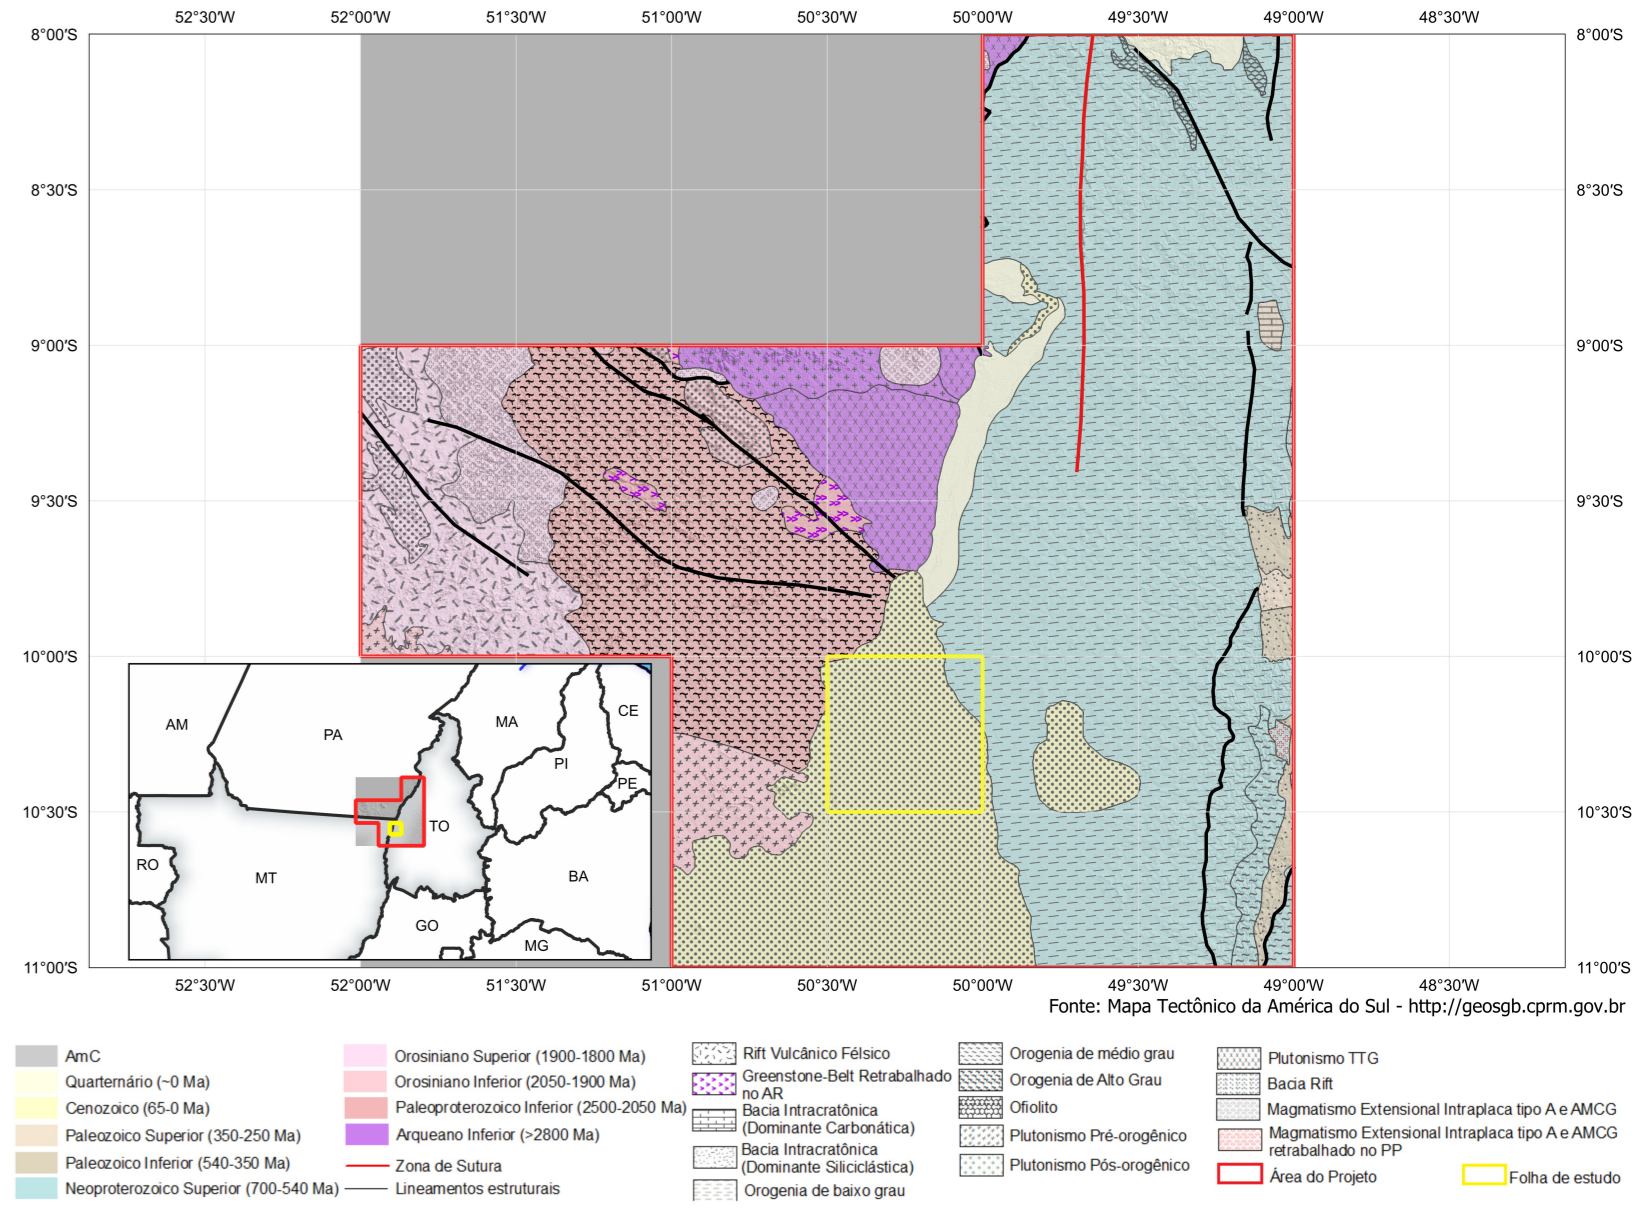 52°30'W 52°00'W 51°30'W 51°00'W 50°30'W 50°00'W 49°30'W 49°00'W 48°30'W
8°00'S 8°00'S
8°30'S 8°30'S
9°00'S 9°00'S
9°30'S 9°30'S
10°00'S 10°00'S
10°30'S 10°30'S
11°00'S 11°00'S
AM
PA
MA
CE
PI
PE
TO
RO
MT
BA
GO
MG
52°30'W 52°00'W 51°30'W 51°00'W 50°30'W 50°00'W 49°30'W 49°00'W 48°30'W
Fonte: Mapa Tectônico da América do Sul - http://geosgb.cprm.gov.br
AmC
Quarternário (~0 Ma)
Cenozoico (65-0 Ma)
Paleozoico Superior (350-250 Ma)
Paleozoico Inferior (540-350 Ma)
Neoproterozoico Superior (700-540 Ma)
Orosiniano Superior (1900-1800 Ma)
Orosiniano Inferior (2050-1900 Ma)
Paleoproterozoico Inferior (2500-2050 Ma)
Arqueano Inferior (>2800 Ma)
Zona de Sutura
Lineamentos estruturais
Rift Vulcânico Félsico
Greenstone-Belt Retrabalhado
no AR
Bacia Intracratônica
(Dominante Carbonática)
Bacia Intracratônica
(Dominante Siliciclástica)
Orogenia de baixo grau
Orogenia de médio grau
Orogenia de Alto Grau
Ofiolito
Plutonismo Pré-orogênico
Plutonismo Pós-orogênico
Plutonismo TTG
Bacia Rift
Magmatismo Extensional Intraplaca tipo A e AMCG
Magmatismo Extensional Intraplaca tipo A e AMCG
retrabalhado no PP
Área do Projeto
Folha de estudo